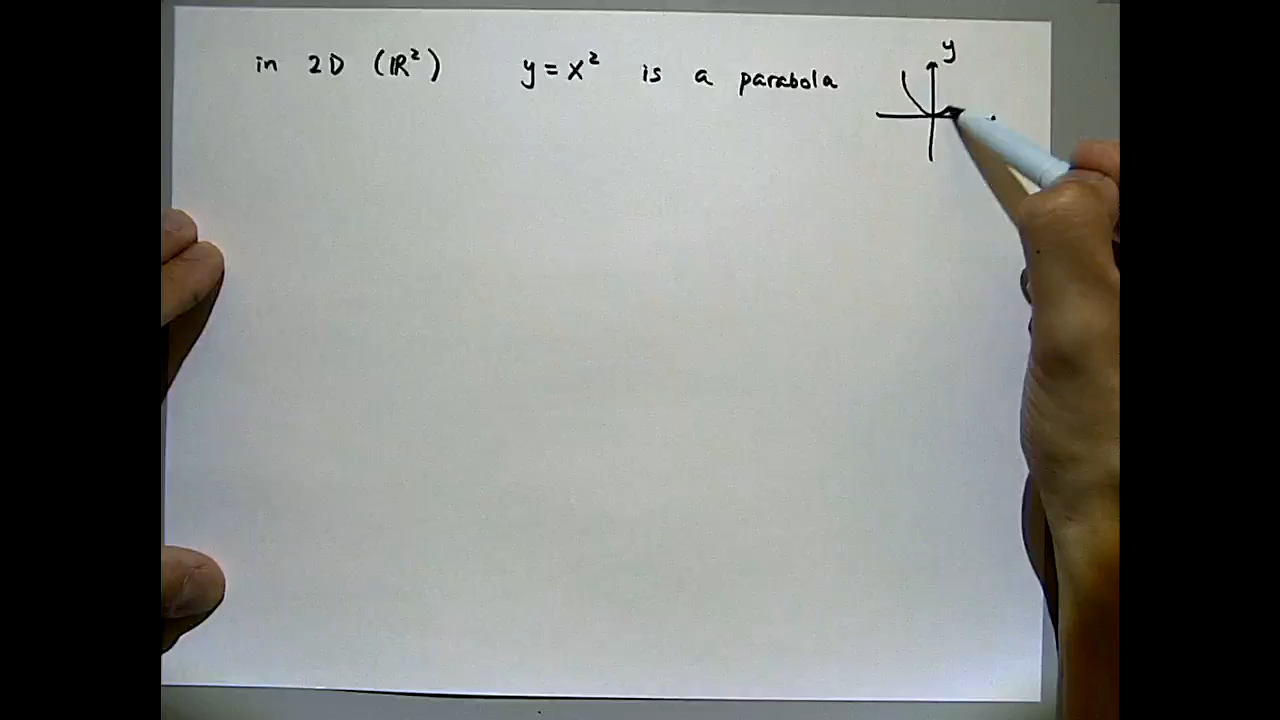 in 2D (ℝ²) y = x² is a parabola
y